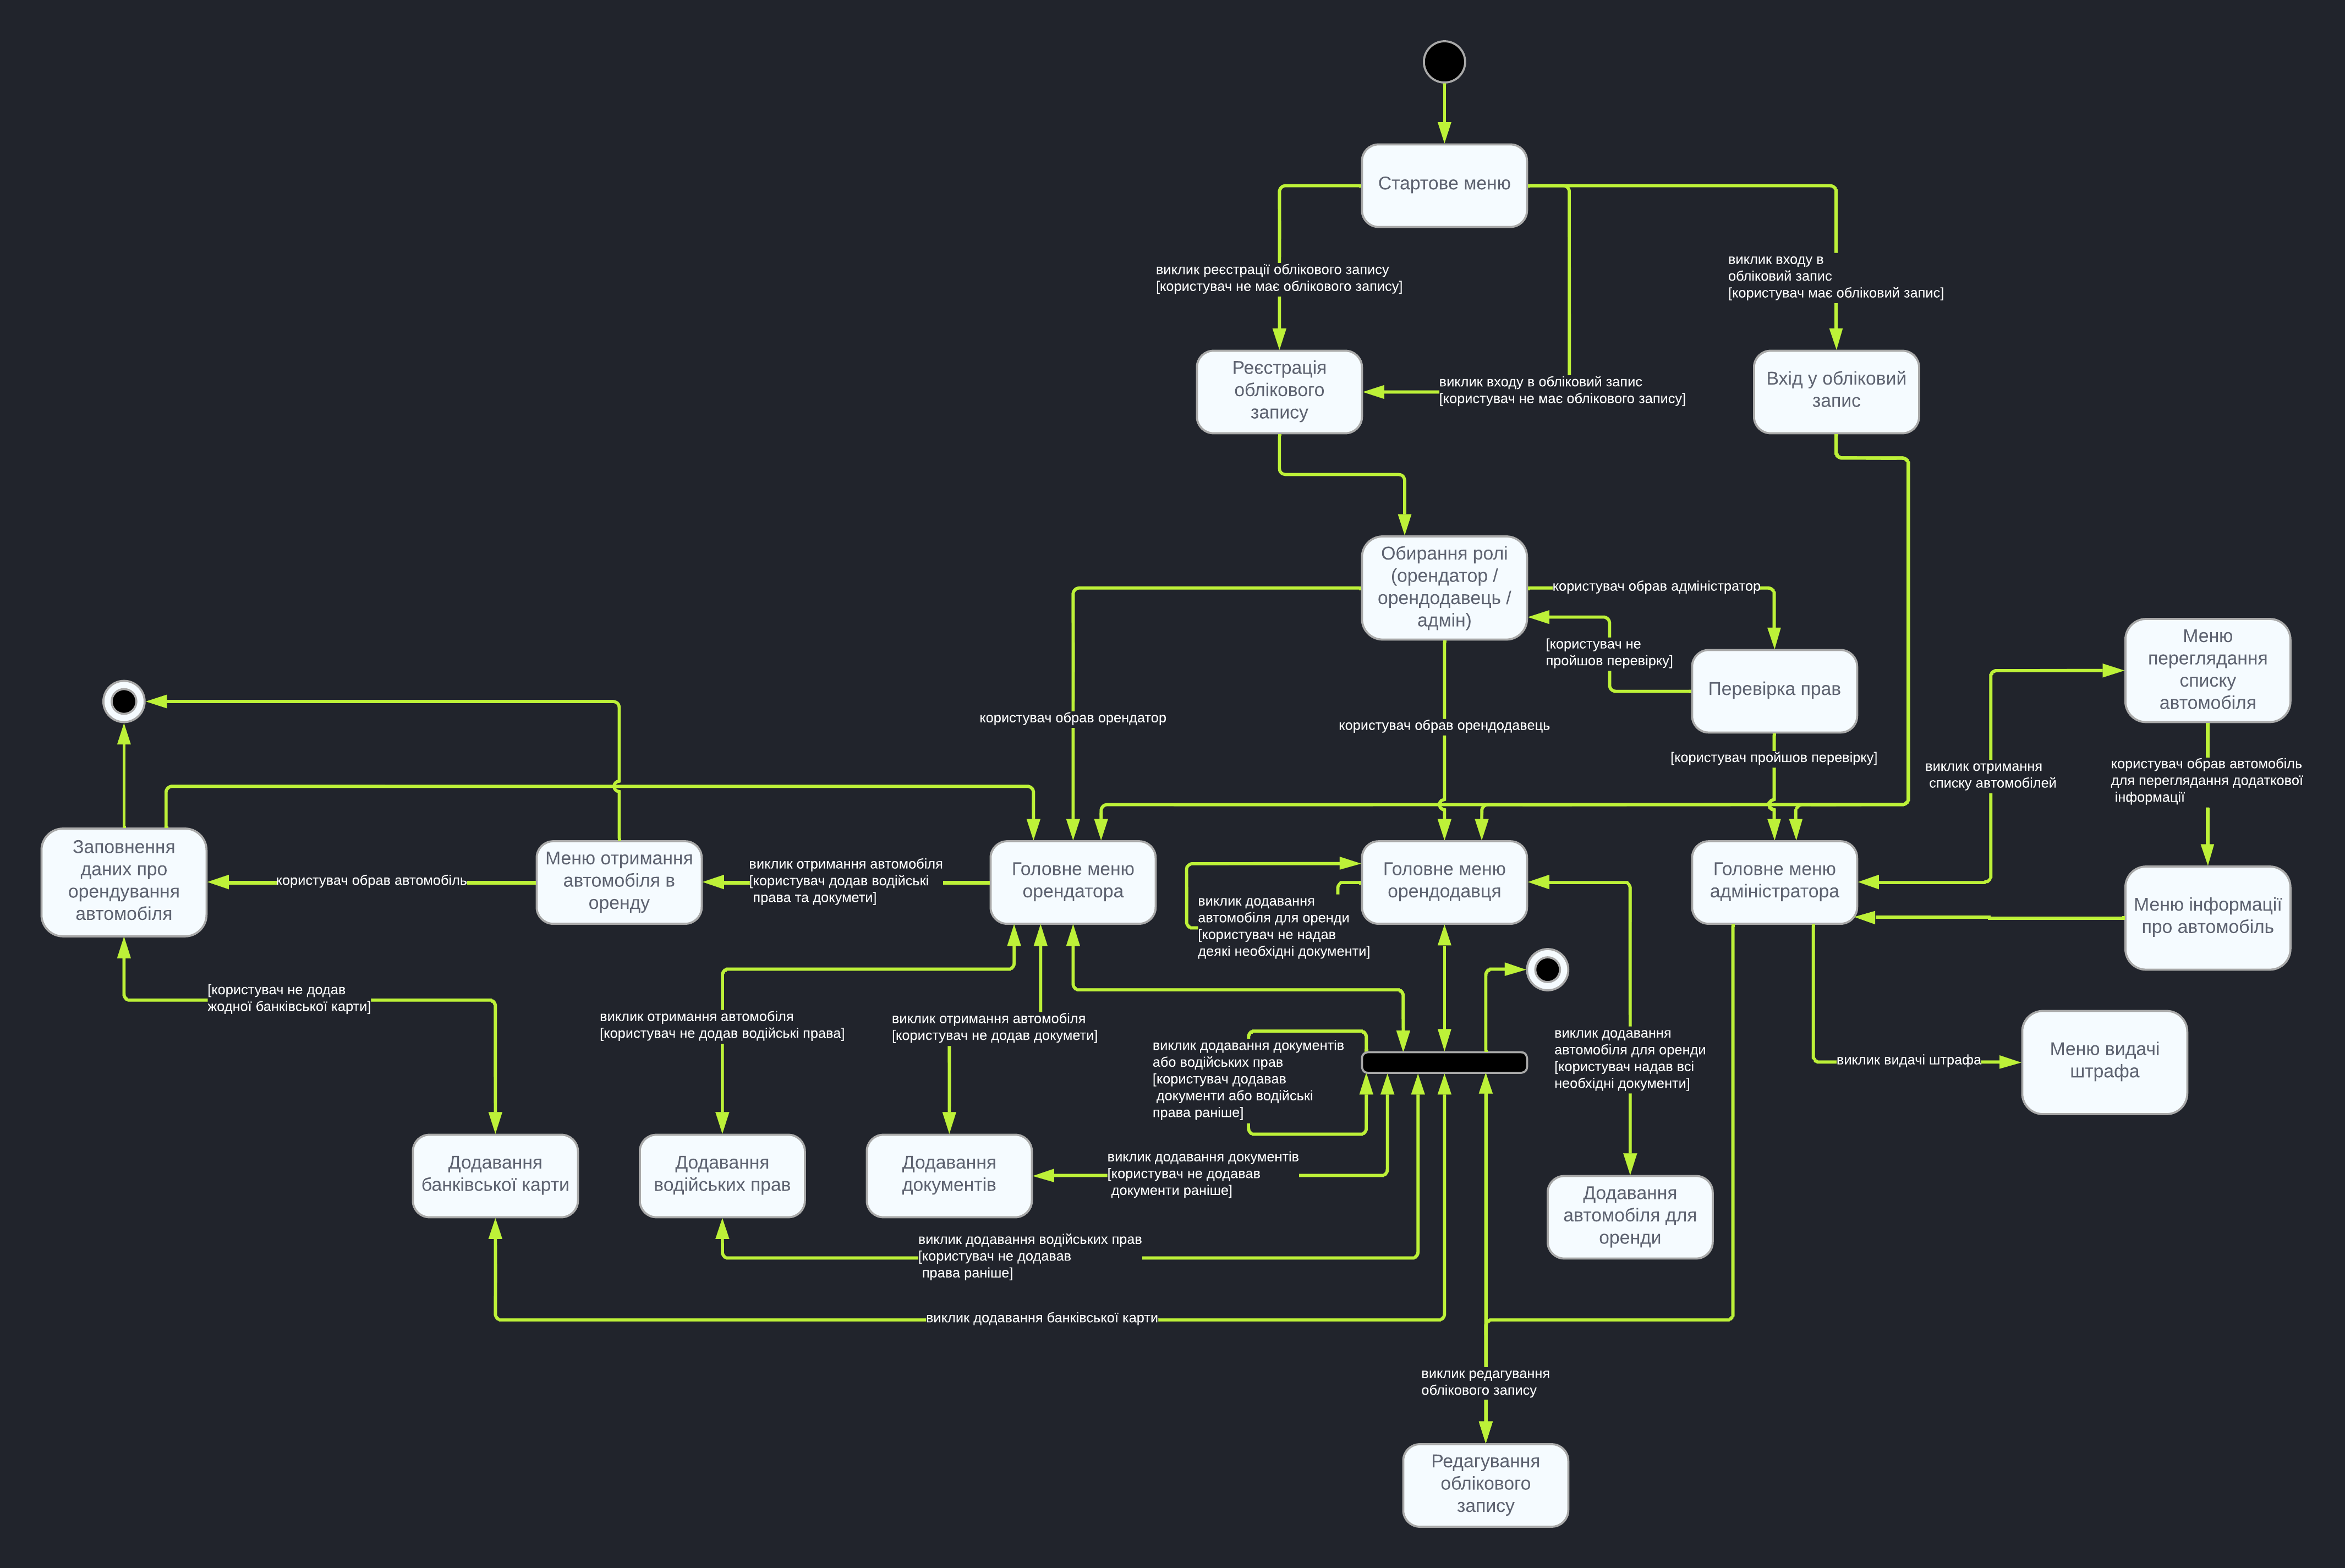 Стартове меню
виклик реєстрації облікового запису
[користувач не має облікового запису]
виклик входу в
обліковий запис
[користувач має обліковий запис]
Реєстрація
облікового
запису
виклик входу в обліковий запис
[користувач не має облікового запису]
Вхід у обліковий
запис
Обирання ролі
(орендатор /
орендодавець /
адмін)
користувач обрав адміністратор
[користувач не
пройшов перевірку]
Перевірка прав
Меню
переглядання
списку
автомобіля
користувач обрав орендатор
користувач обрав орендодавець
[користувач пройшов перевірку]
виклик отримання
списку автомобілей
користувач обрав автомобіль
для переглядання додаткової
інформації
Заповнення
даних про
орендування
автомобіля
користувач обрав автомобіль
Меню отримання
автомобіля в
оренду
виклик отримання автомобіля
[користувач додав водійські
права та докумети]
Головне меню
орендатора
Головне меню
орендодавця
Головне меню
адміністратора
Меню інформації
про автомобіль
виклик додавання
автомобіля для оренди
[користувач не надав
деякі необхідні документи]
[користувач не додав
жодної банківської карти]
виклик отримання автомобіля
[користувач не додав водійські права]
виклик отримання автомобіля
[користувач не додав докумети]
виклик додавання документів
або водійських прав
[користувач додавав
документи або водійські
права раніше]
виклик додавання
автомобіля для оренди
[користувач надав всі
необхідні документи]
виклик видачі штрафа
Меню видачі
штрафа
Додавання
банківської карти
Додавання
водійських прав
Додавання
документів
виклик додавання документів
[користувач не додавав
документи раніше]
Додавання
автомобіля для
оренди
виклик додавання водійських прав
[користувач не додавав
права раніше]
виклик додавання банківської карти
виклик редагування
облікового запису
Редагування
облікового
запису